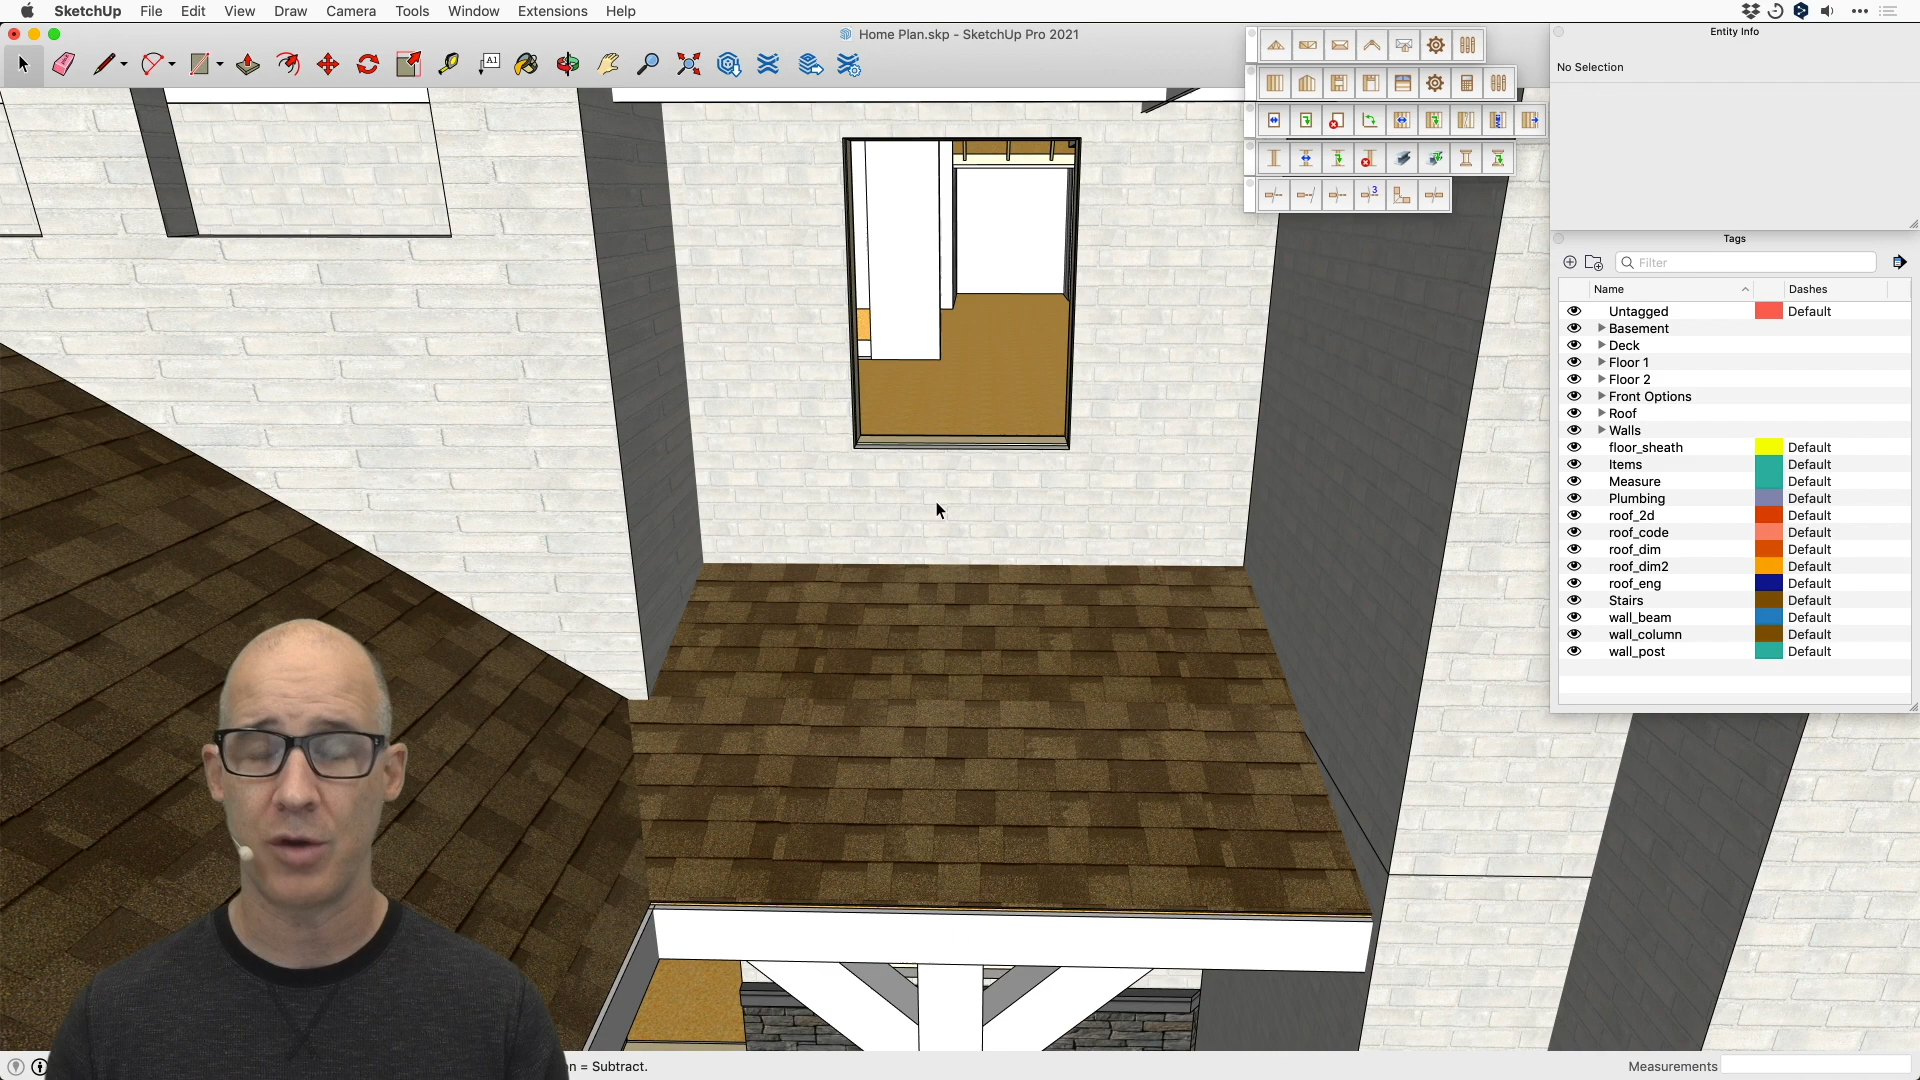 SketchUp File Edit View Draw Camera Tools Window Extensions Help
Home Plan.skp - SketchUp Pro 2021
A1
3
Entity Info
No Selection
Tags
Filter
Name Dashes
Untagged Default
Basement
Deck
Floor 1
Floor 2
Front Options
Roof
Walls
floor_sheath Default
Items Default
Measure Default
Plumbing Default
roof_2d Default
roof_code Default
roof_dim Default
roof_dim2 Default
roof_eng Default
Stairs Default
wall_beam Default
wall_column Default
wall_post Default
n = Subtract.
Measurements